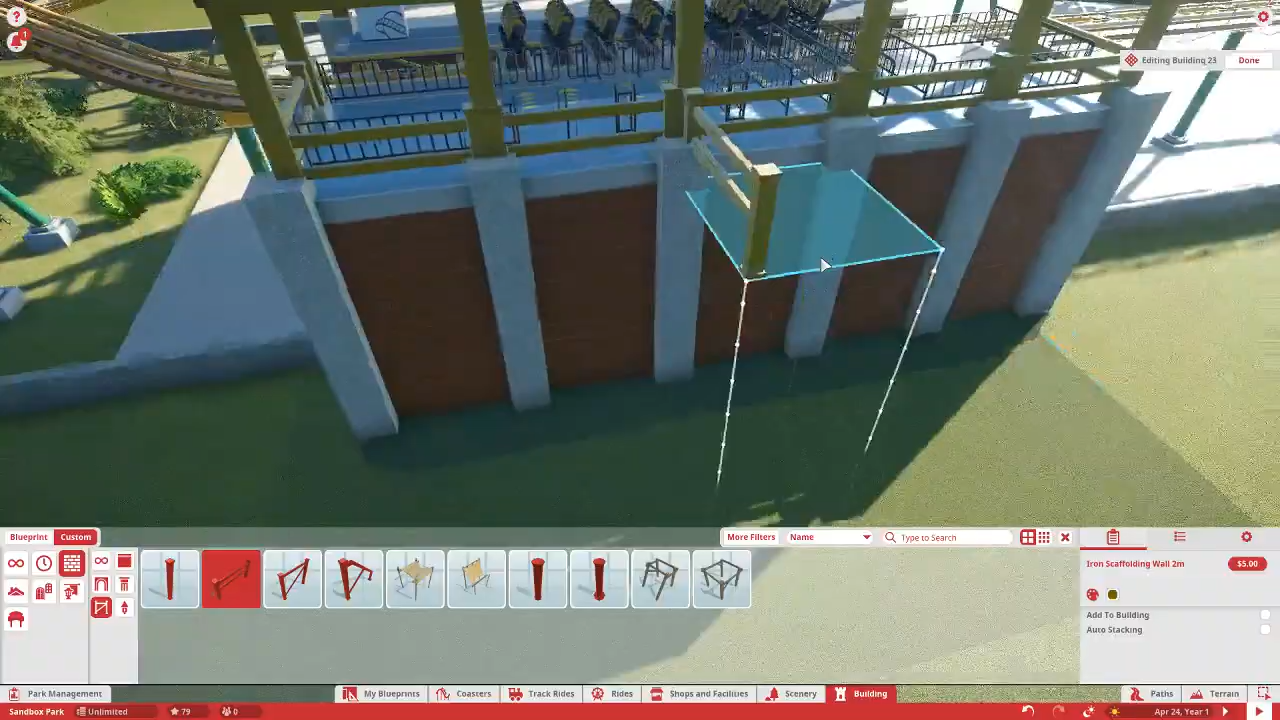 ?
1
Editing Building 23
Done
Blueprint
Custom
More Filters
Name
Type to Search
Iron Scaffolding Wall 2m
$5.00
Add To Building
Auto Stacking
Park Management
My Blueprints
Coasters
Track Rides
Rides
Shops and Facilities
Scenery
Building
Paths
Terrain
Sandbox Park
Unlimited
79
0
Apr 24, Year 1